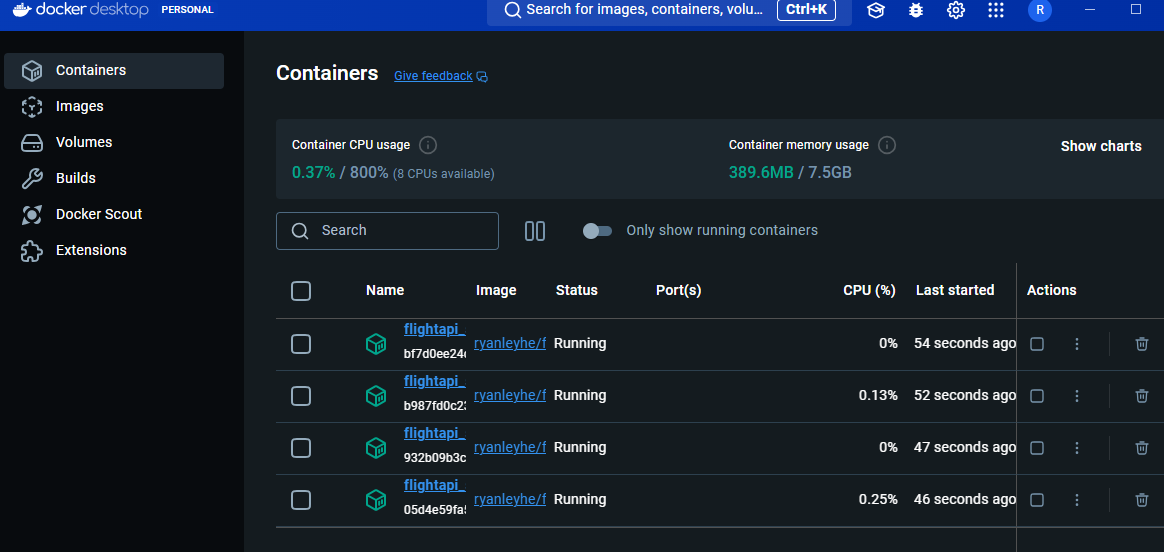 docker desktop PERSONAL
Search for images, containers, volu... Ctrl+K
R
Containers
Images
Volumes
Builds
Docker Scout
Extensions
Containers Give feedback
Container CPU usage
0.37% / 800% (8 CPUs available)
Container memory usage
389.6MB / 7.5GB
Show charts
Search
Only show running containers
Name Image Status Port(s) CPU (%) Last started Actions
flightapi_
bf7d0ee24
ryanleyhe/f Running 0% 54 seconds ago
flightapi_
b987fd0c23
ryanleyhe/f Running 0.13% 52 seconds ago
flightapi_
932b09b3c
ryanleyhe/f Running 0% 47 seconds ago
flightapi_
05d4e59fa5
ryanleyhe/f Running 0.25% 46 seconds ago